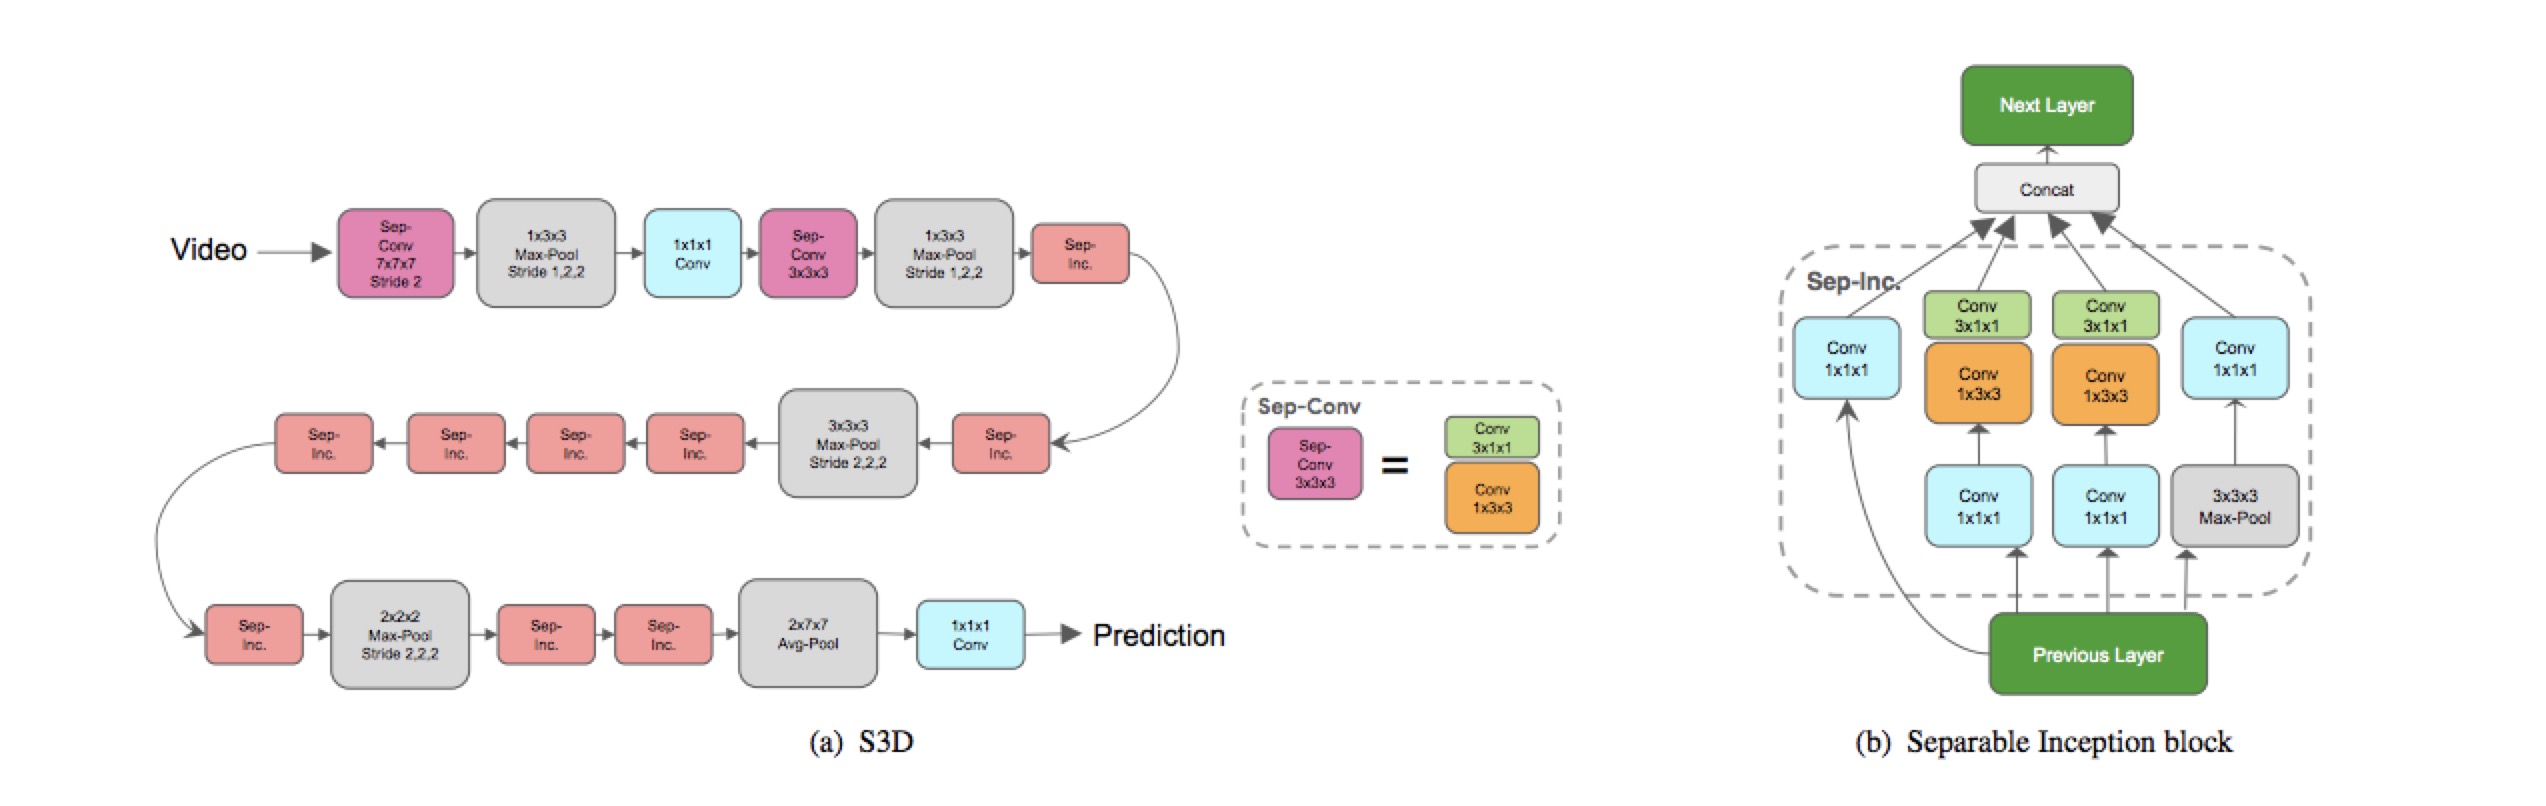 Video
Sep-
Conv
7x7x7
Stride 2
1x3x3
Max-Pool
Stride 1,2,2
1x1x1
Conv
Sep-
Conv
3x3x3
1x3x3
Max-Pool
Stride 1,2,2
Sep-
Inc.
Sep-
Inc.
3x3x3
Max-Pool
Stride 2,2,2
Sep-
Inc.
Sep-
Inc.
Sep-
Inc.
Sep-
Inc.
Sep-
Inc.
2x2x2
Max-Pool
Stride 2,2,2
Sep-
Inc.
Sep-
Inc.
2x7x7
Avg-Pool
1x1x1
Conv
Prediction
(a) S3D
Sep-Conv
Sep-
Conv
3x3x3
=
Conv
3x1x1
Conv
1x3x3
Next Layer
Concat
Sep-Inc.
Conv
1x1x1
Conv
3x1x1
Conv
1x3x3
Conv
3x1x1
Conv
1x3x3
Conv
1x1x1
Conv
1x1x1
Conv
1x1x1
3x3x3
Max-Pool
Previous Layer
(b) Separable Inception block